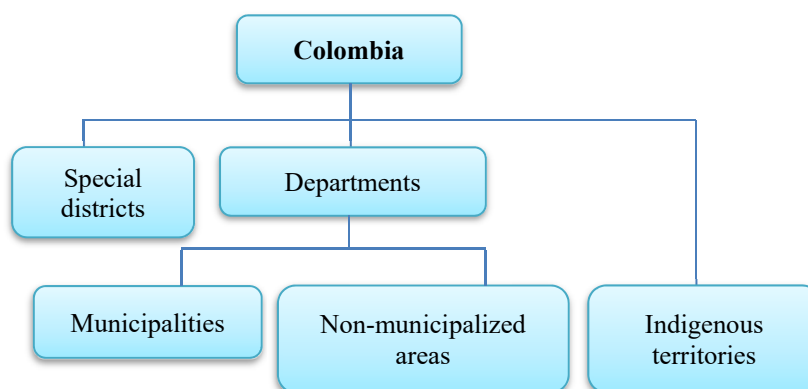 Colombia
Special
districts
Departments
Municipalities
Non-municipalized
areas
Indigenous
territories